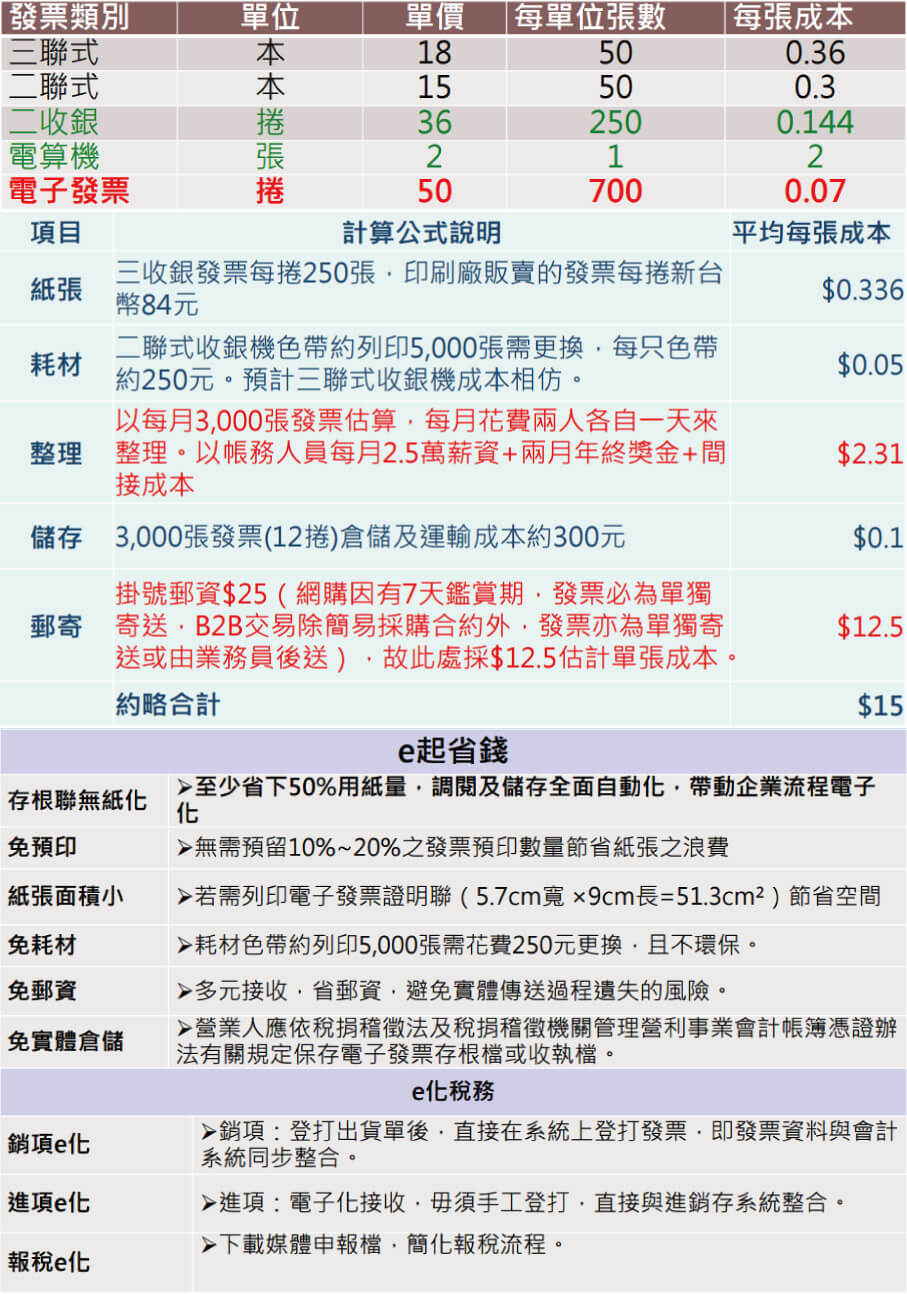 發票類別 單位 單價 每單位張數 每張成本
三聯式 本 18 50 0.36
二聯式 本 15 50 0.3
二收銀 捲 36 250 0.144
電算機 張 2 1 2
電子發票 捲 50 700 0.07
項目 計算公式說明 平均每張成本
紙張 三收銀發票每捲250張，印刷廠販賣的發票每捲新台
幣84元 $0.336
耗材 二聯式收銀機色帶約列印5,000張需更換，每只色帶
約250元。預計三聯式收銀機成本相仿。 $0.05
以每月3,000張發票估算，每月花費兩人各自一天來
整理 整理。以帳務人員每月2.5萬薪資+兩月年終獎金+間 $2.31
接成本
儲存 3,000張發票(12捲)倉儲及運輸成本約300元 $0.1
掛號郵資$25（網購因有7天鑑賞期，發票必為單獨
郵寄 寄送，B2B交易除簡易採購合約外，發票亦為單獨寄 $12.5
送或由業務員後送），故此處採$12.5估計單張成本。
約略合計 $15
e起省錢
存根聯無紙化 ➢至少省下50%用紙量，調閱及儲存全面自動化，帶動企業流程電子
化
免預印 ➢無需預留10%~20%之發票預印數量節省紙張之浪費
紙張面積小 ➢若需列印電子發票證明聯（5.7cm寬 ×9cm長=51.3cm²）節省空間
免耗材 ➢耗材色帶約列印5,000張需花費250元更換，且不環保。
免郵資 ➢多元接收，省郵資，避免實體傳送過程遺失的風險。
免實體倉儲 ➢營業人應依稅捐稽徵法及稅捐稽徵機關管理營利事業會計帳簿憑證辦
法有關規定保存電子發票存根檔或收執檔。
e化稅務
銷項e化 ➢銷項：登打出貨單後，直接在系統上登打發票，即發票資料與會計
系統同步整合。
進項e化 ➢進項：電子化接收，毋須手工登打，直接與進銷存系統整合。
報稅e化 ➢下載媒體申報檔，簡化報稅流程。